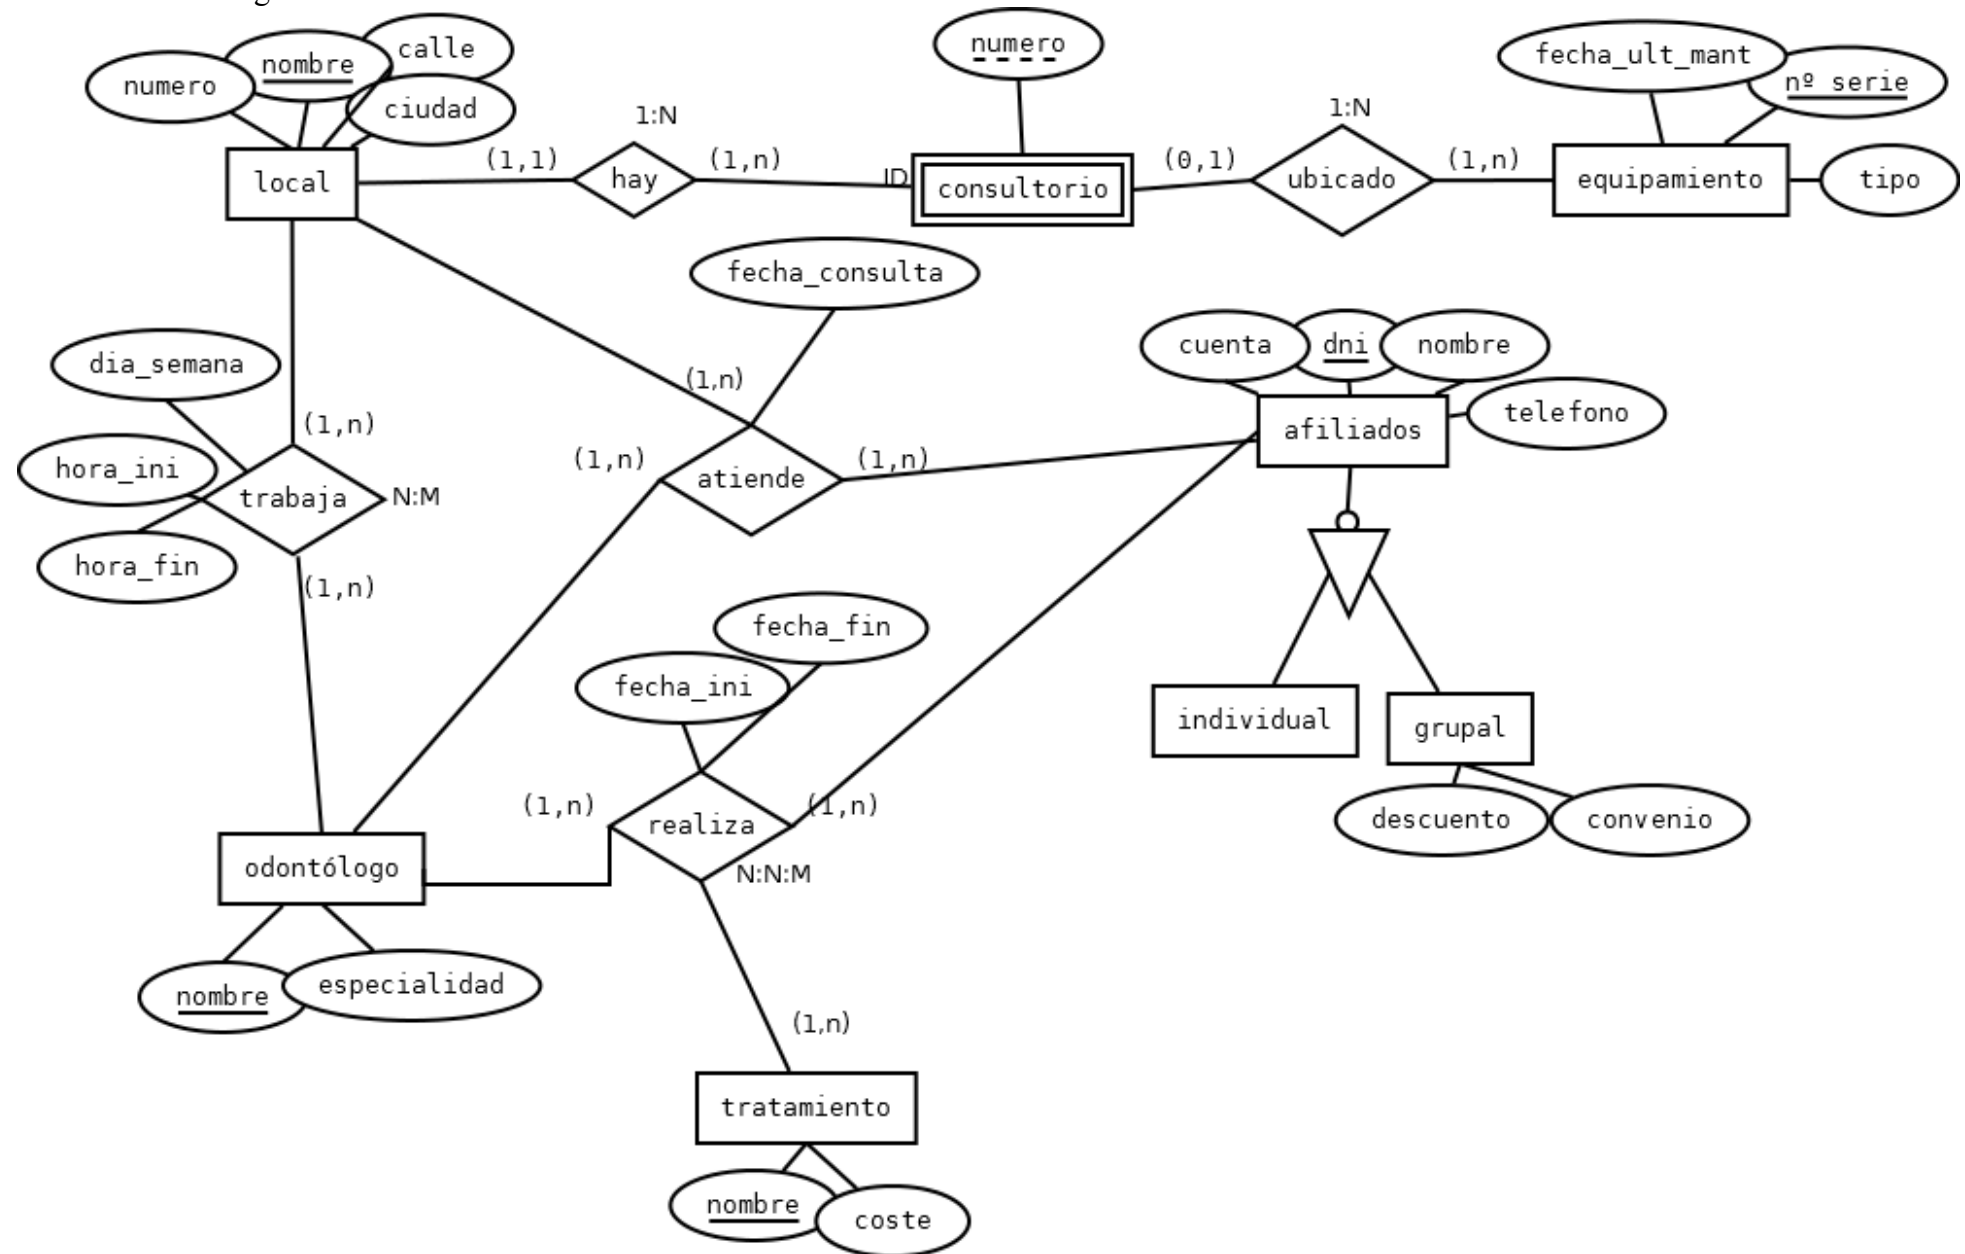 calle
nombre
numero
ciudad
numero
fecha_ult_mant
nº serie
1:N
1:N
(1,1)
(1,n)
(0,1)
(1,n)
local
hay
ID
consultorio
ubicado
equipamiento
tipo
fecha_consulta
dia_semana
(1,n)
cuenta
dni
nombre
telefono
(1,n)
afiliados
hora_ini
(1,n)
(1,n)
trabaja
N:M
atiende
hora_fin
(1,n)
fecha_fin
fecha_ini
individual
grupal
(1,n)
(1,n)
realiza
descuento
convenio
N:N:M
odontólogo
nombre
especialidad
(1,n)
tratamiento
nombre
coste